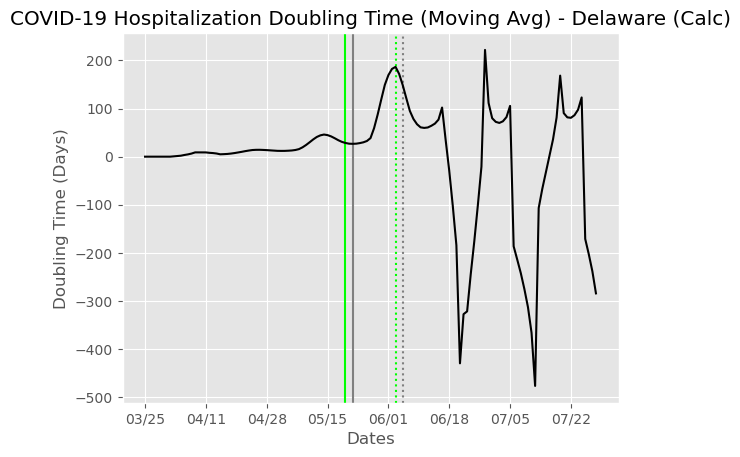 COVID-19 Hospitalization Doubling Time (Moving Avg) - Delaware (Calc)
Doubling Time (Days)
200
100
0
−100
−200
−300
−400
−500
03/25 04/11 04/28 05/15 06/01 06/18 07/05 07/22
Dates